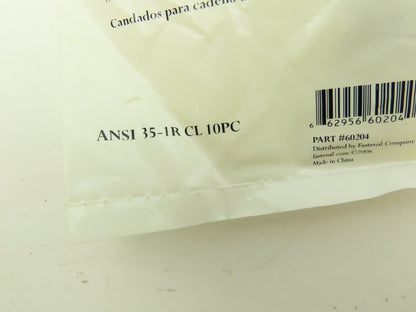 Candados para cadena
ANSI 35-1R CL 10PC
6 62956 60204
PART #60204
Distributed by Fastenal Company
fastenal.com ©2006
Made in China